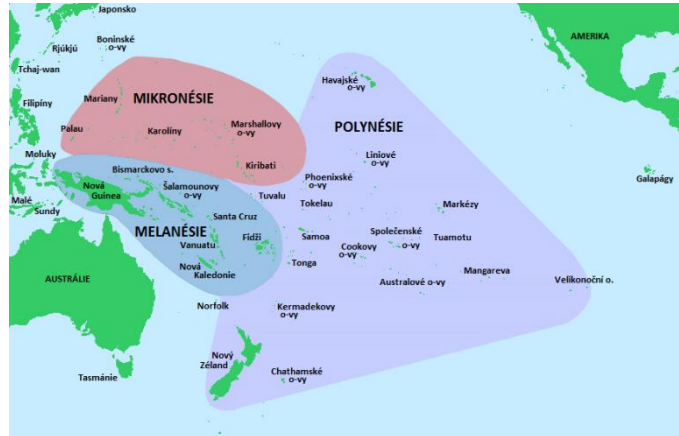 Japonsko
AMERIKA
Boninské
o-vy
Rjúkjú
Tchaj-wan
Havajské
o-vy
Filipíny
Mariany
MIKRONÉSIE
POLYNÉSIE
Marshallovy
o-vy
Palau
Karolíny
Moluky
Liniové
o-vy
Kiribati
Bismarckovo s.
Galapágy
Phoenixské
o-vy
Nová
Guinea
Šalamounovy
o-vy
Tuvalu
Tokelau
Malé
Sundy
Markézy
Santa Cruz
MELANÉSIE
Fidži
Samoa
Společenské
o-vy
Tuamotu
Vanuatu
Cookovy
o-vy
Tonga
Nová
Kaledonie
AUSTRÁLIE
Mangareva
Australové o-vy
Velikonoční o.
Norfolk
Kermadekovy
o-vy
Nový
Zéland
Tasmánie
Chathamské
o-vy